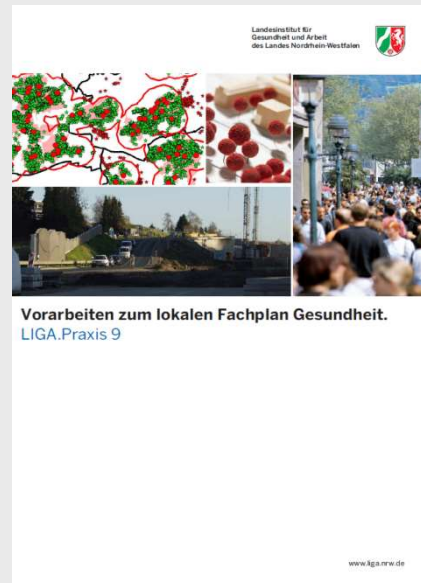 Landesinstitut für
Gesundheit und Arbeit
des Landes Nordrhein-Westfalen
Vorarbeiten zum lokalen Fachplan Gesundheit.
LIGA.Praxis 9
www.liga.nrw.de